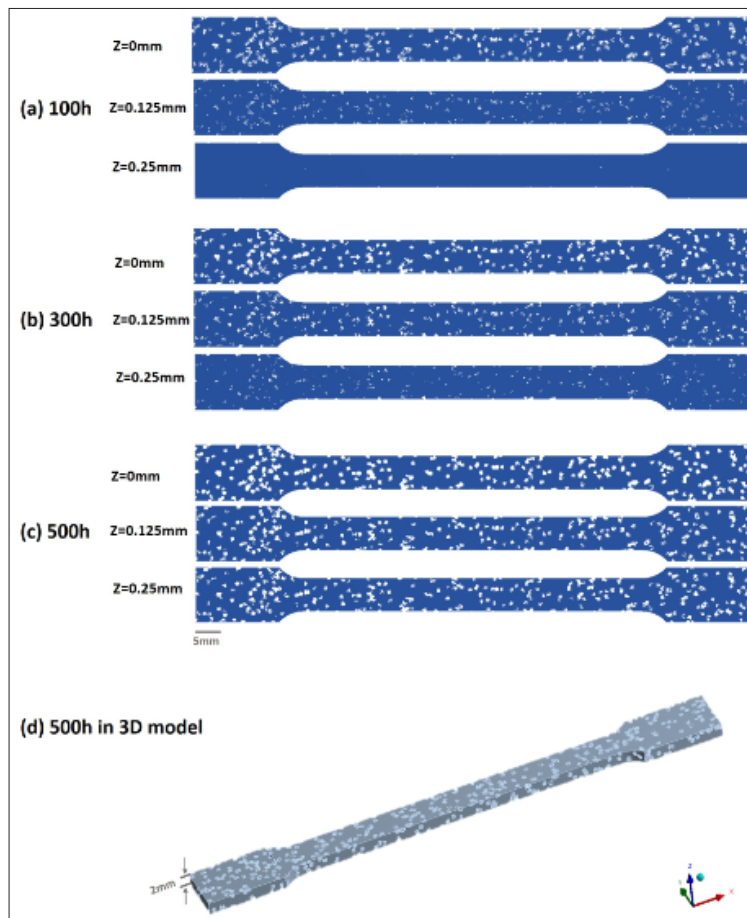 Z=0mm
(a) 100h
Z=0.125mm
Z=0.25mm
Z=0mm
(b) 300h
Z=0.125mm
Z=0.25mm
Z=0mm
(c) 500h
Z=0.125mm
Z=0.25mm
5mm
(d) 500h in 3D model
2mm
Z
Y
X